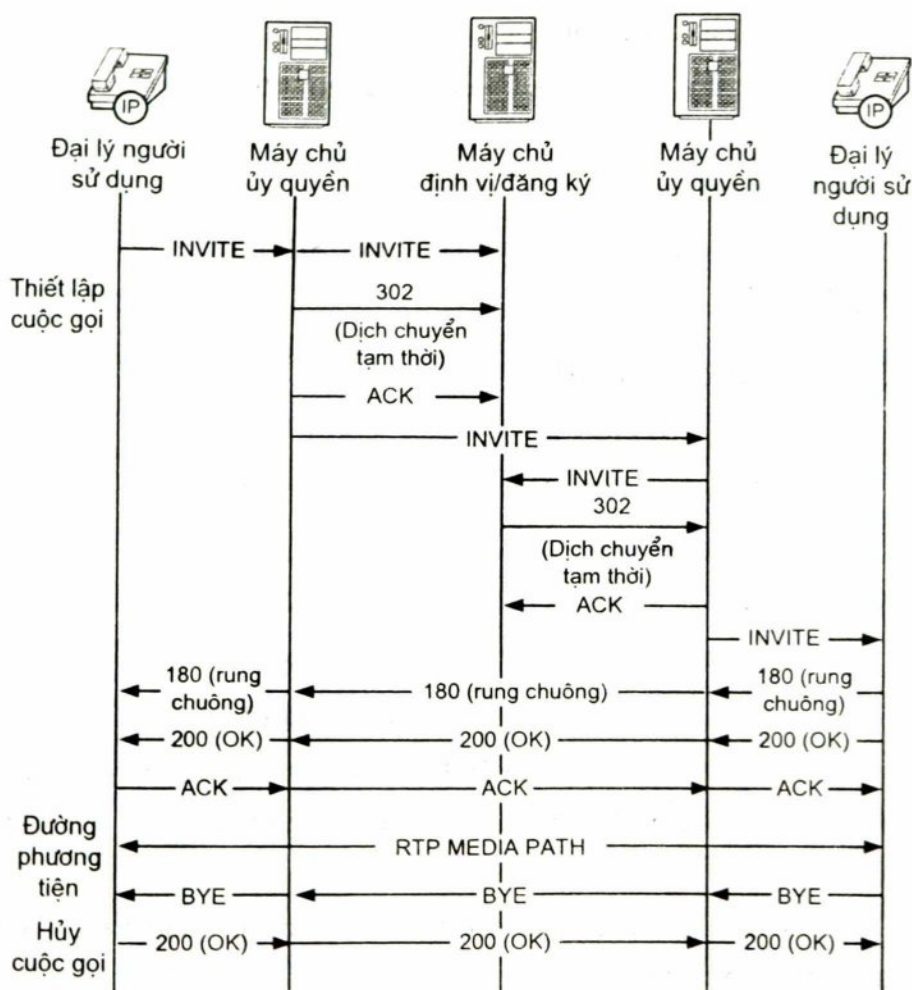 IP
IP
Đại lý người
sử dụng
Máy chủ
ủy quyền
Máy chủ
định vị/đăng ký
Máy chủ
ủy quyền
Đại lý
người sử
dụng
INVITE
INVITE
Thiết lập
cuộc gọi
302
(Dịch chuyển
tạm thời)
ACK
INVITE
INVITE
302
(Dịch chuyển
tạm thời)
ACK
INVITE
180 (rung
chuông)
180 (rung chuông)
180 (rung
chuông)
200 (OK)
200 (OK)
200 (OK)
ACK
ACK
ACK
Đường
phương
tiện
RTP MEDIA PATH
BYE
BYE
BYE
Hủy
cuộc gọi
200 (OK)
200 (OK)
200 (OK)